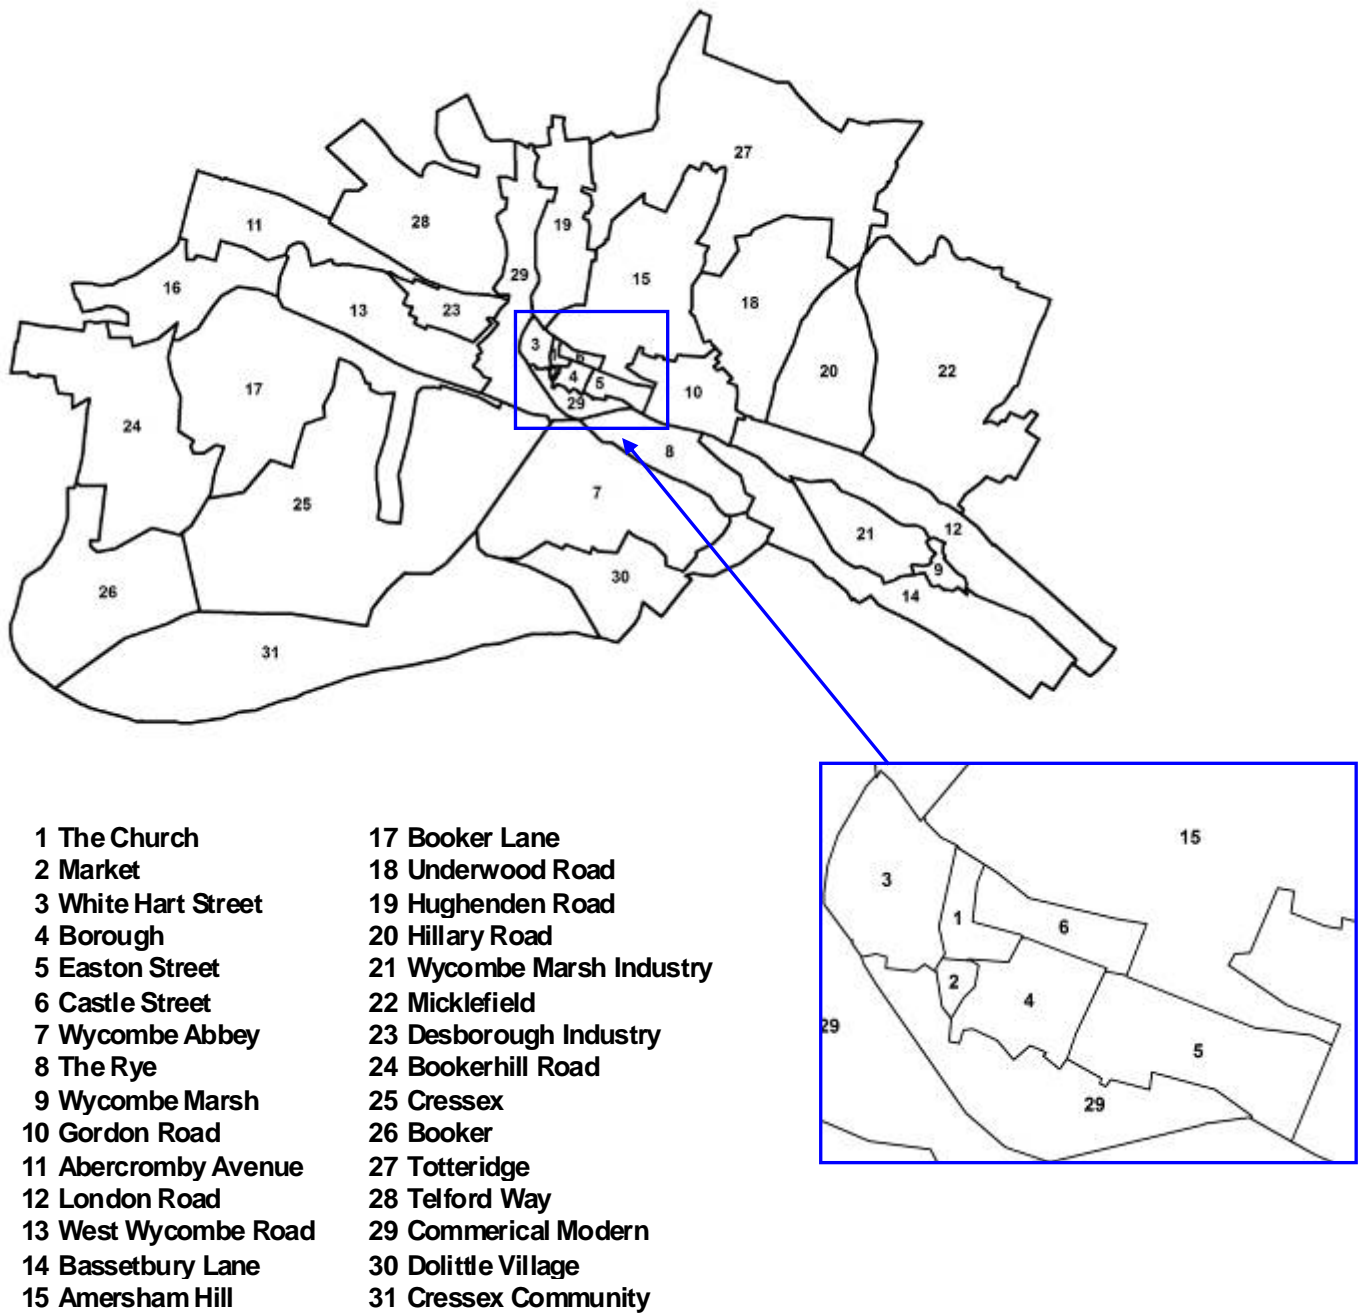 27
11
28
19
29
15
16
13
23
18
3
1
6
4
5
29
20
22
10
17
24
8
25
7
21
12
9
26
30
14
31
15
3
1
6
2
4
29
5
29
1 The Church
2 Market
3 White Hart Street
4 Borough
5 Easton Street
6 Castle Street
7 Wycombe Abbey
8 The Rye
9 Wycombe Marsh
10 Gordon Road
11 Abercromby Avenue
12 London Road
13 West Wycombe Road
14 Bassetbury Lane
15 Amersham Hill
17 Booker Lane
18 Underwood Road
19 Hughenden Road
20 Hillary Road
21 Wycombe Marsh Industry
22 Micklefield
23 Desborough Industry
24 Bookerhill Road
25 Cressex
26 Booker
27 Totteridge
28 Telford Way
29 Commerical Modern
30 Dolittle Village
31 Cressex Community